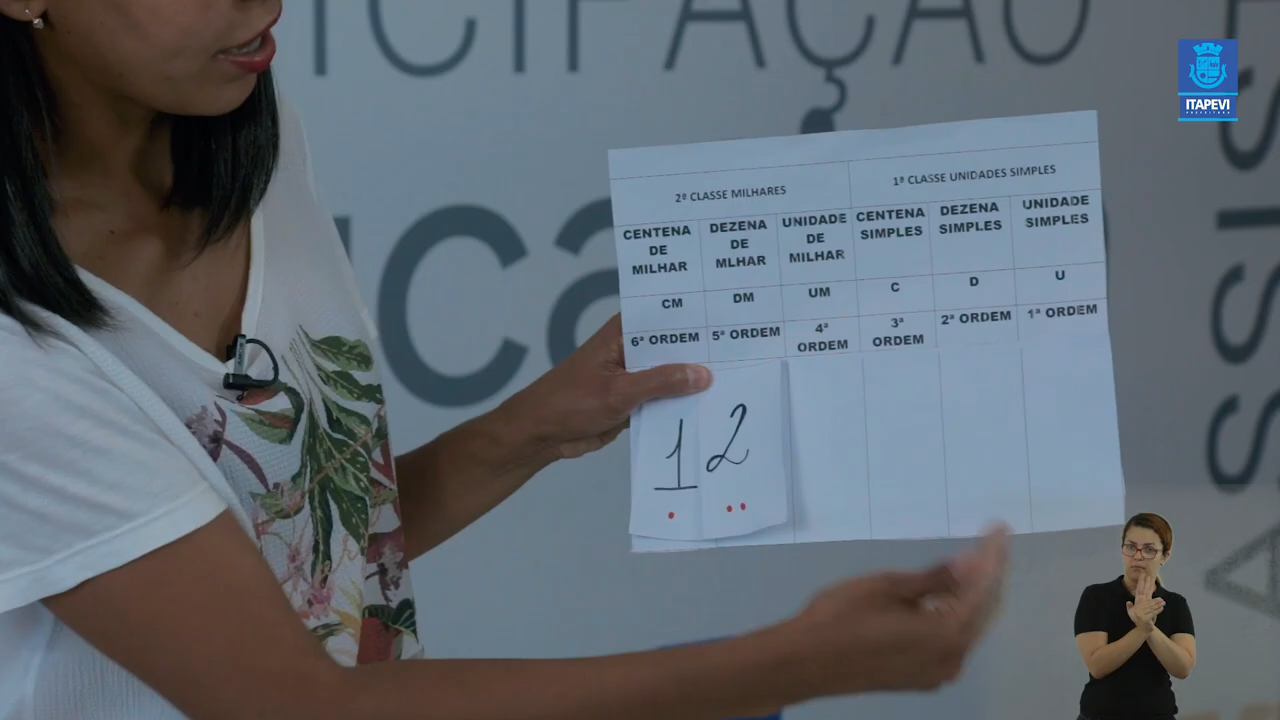 ICIPAÇÃO
ITAPEVI
PREFEITURA
2ª CLASSE MILHARES
1ª CLASSE UNIDADES SIMPLES
CENTENA DE MILHAR
DEZENA DE MLHAR
UNIDADE DE MILHAR
CENTENA SIMPLES
DEZENA SIMPLES
UNIDADE SIMPLES
CM
DM
UM
C
D
U
6ª ORDEM
5ª ORDEM
4ª ORDEM
3ª ORDEM
2ª ORDEM
1ª ORDEM
1
2